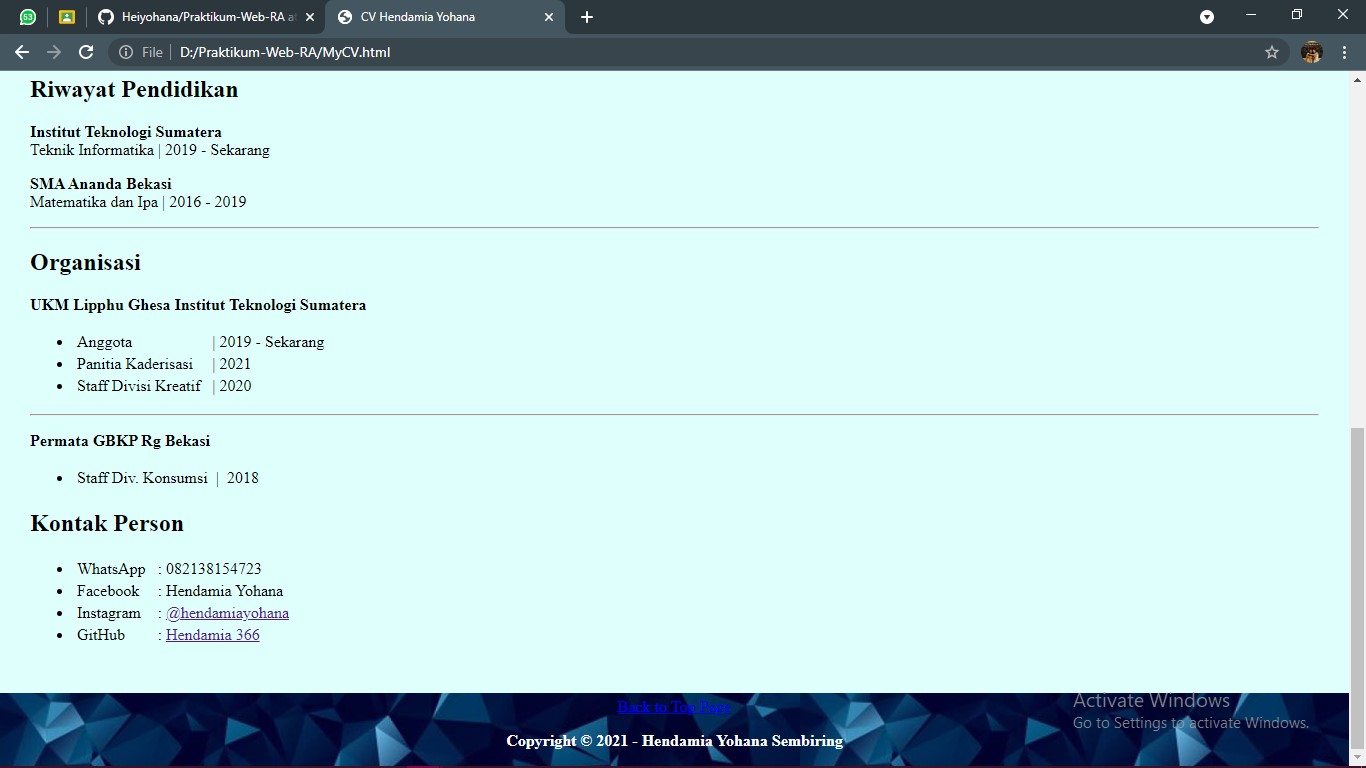 53
Heiyohana/Praktikum-Web-RA at
CV Hendamia Yohana
File | D:/Praktikum-Web-RA/MyCV.html
Riwayat Pendidikan
Institut Teknologi Sumatera
Teknik Informatika | 2019 - Sekarang
SMA Ananda Bekasi
Matematika dan Ipa | 2016 - 2019
Organisasi
UKM Lipphu Ghesa Institut Teknologi Sumatera
• Anggota | 2019 - Sekarang
• Panitia Kaderisasi | 2021
• Staff Divisi Kreatif | 2020
Permata GBKP Rg Bekasi
• Staff Div. Konsumsi | 2018
Kontak Person
• WhatsApp : 082138154723
• Facebook : Hendamia Yohana
• Instagram : @hendamiayohana
• GitHub : Hendamia 366
Back to Top Page
Activate Windows
Go to Settings to activate Windows.
Copyright © 2021 - Hendamia Yohana Sembiring